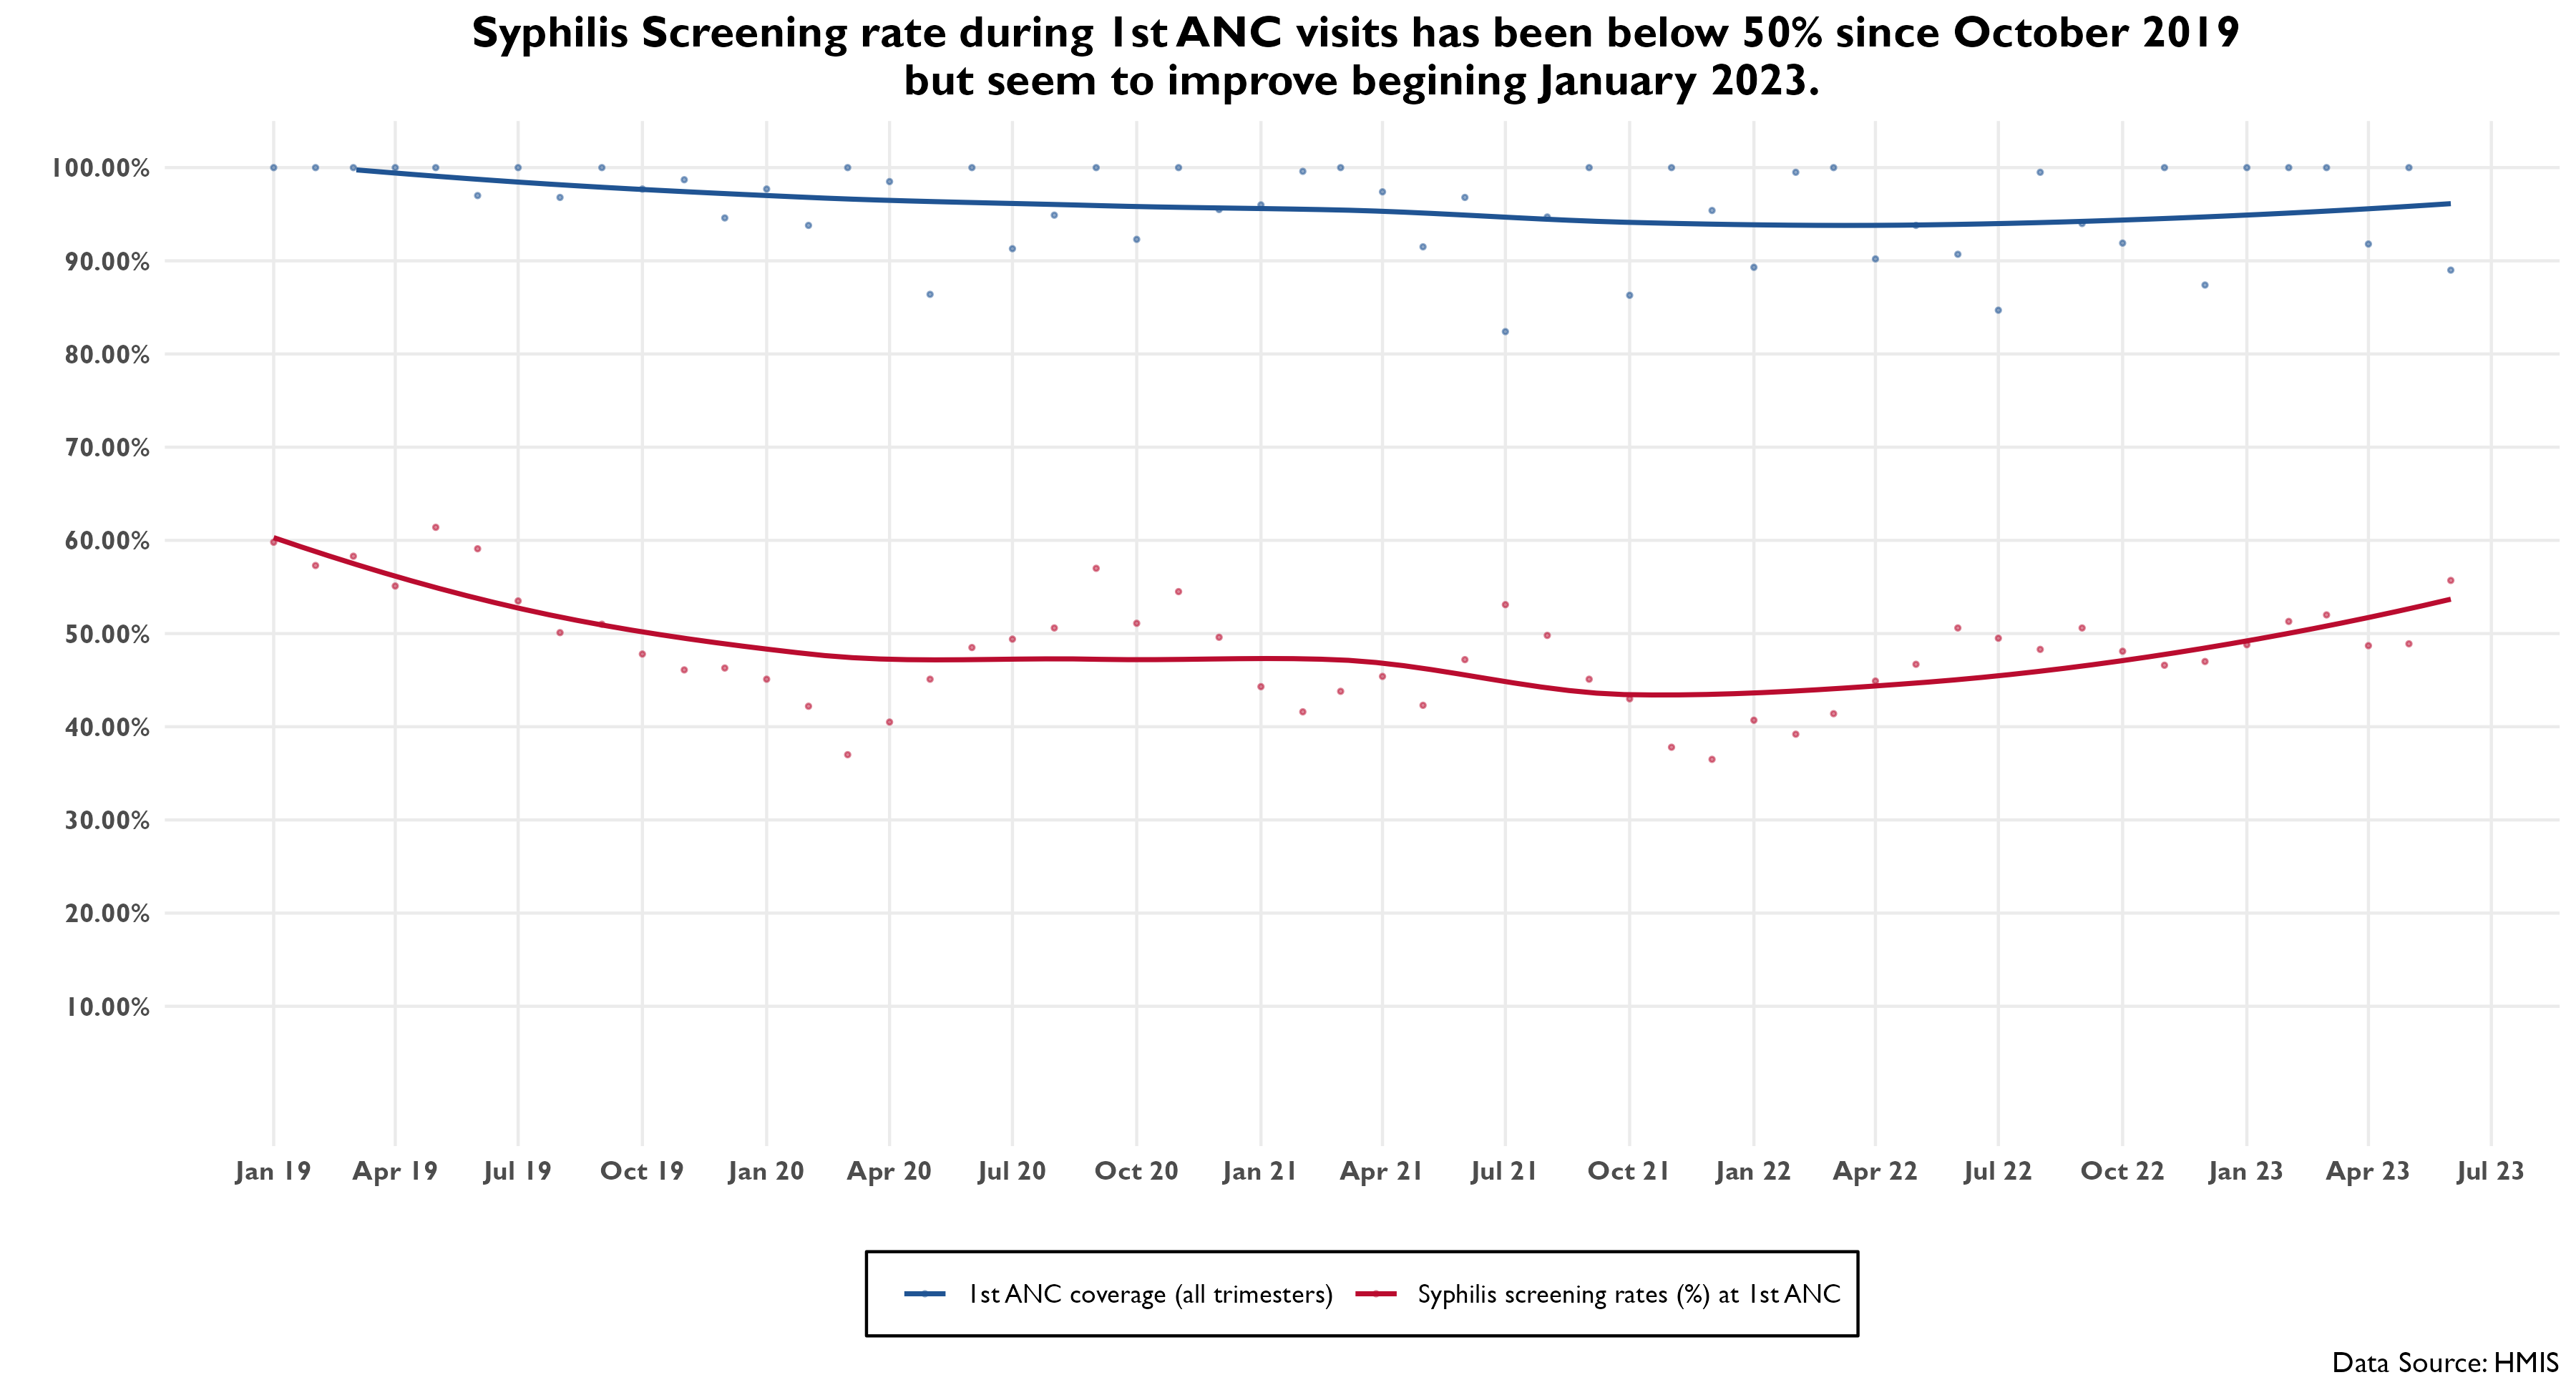 Syphilis Screening rate during 1st ANC visits has been below 50% since October 2019
but seem to improve begining January 2023.
100.00%
90.00%
80.00%
70.00%
60.00%
50.00%
40.00%
30.00%
20.00%
10.00%
Jan 19 Apr 19 Jul 19 Oct 19 Jan 20 Apr 20 Jul 20 Oct 20 Jan 21 Apr 21 Jul 21 Oct 21 Jan 22 Apr 22 Jul 22 Oct 22 Jan 23 Apr 23 Jul 23
1st ANC coverage (all trimesters) Syphilis screening rates (%) at 1st ANC
Data Source: HMIS